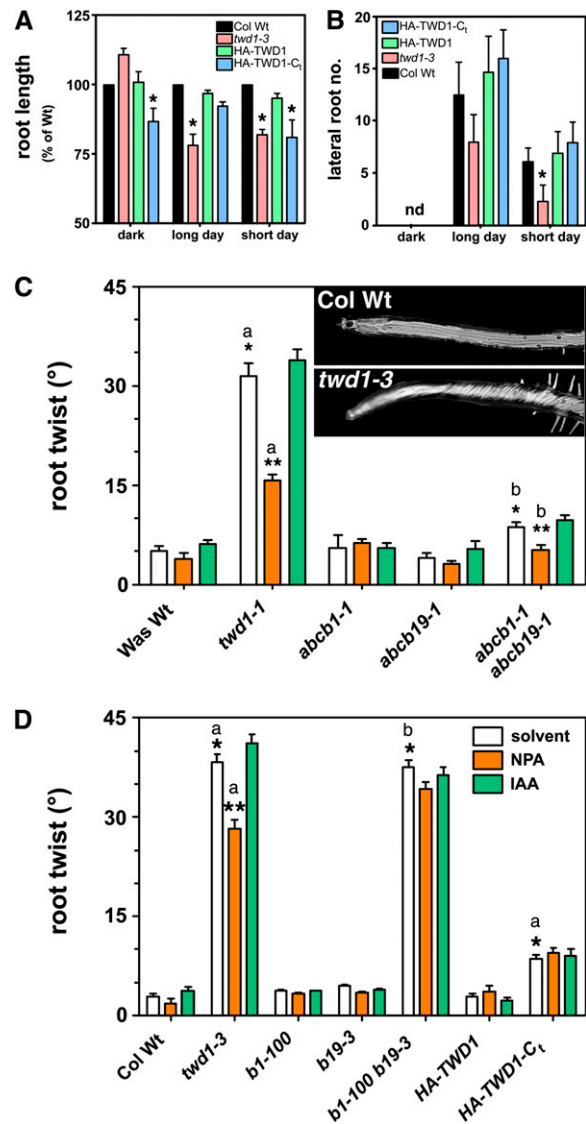 A
Col Wt
twd1-3
HA-TWD1
HA-TWD1-Ct
root length
(% of Wt)
125
100
75
50
*
*
*
*
dark
long day
short day
B
HA-TWD1-Ct
HA-TWD1
twd1-3
Col Wt
lateral root no.
20
15
10
5
0
nd
*
dark
long day
short day
C
root twist (°)
45
30
15
0
a
*
a
**
b
*
b
**
Col Wt
twd1-3
Was Wt
twd1-1
abcb1-1
abcb19-1
abcb1-1
abcb19-1
D
root twist (°)
45
30
15
0
a
*
a
**
b
*
a
*
solvent
NPA
IAA
Col Wt
twd1-3
b1-100
b19-3
b1-100 b19-3
HA-TWD1
HA-TWD1-Ct